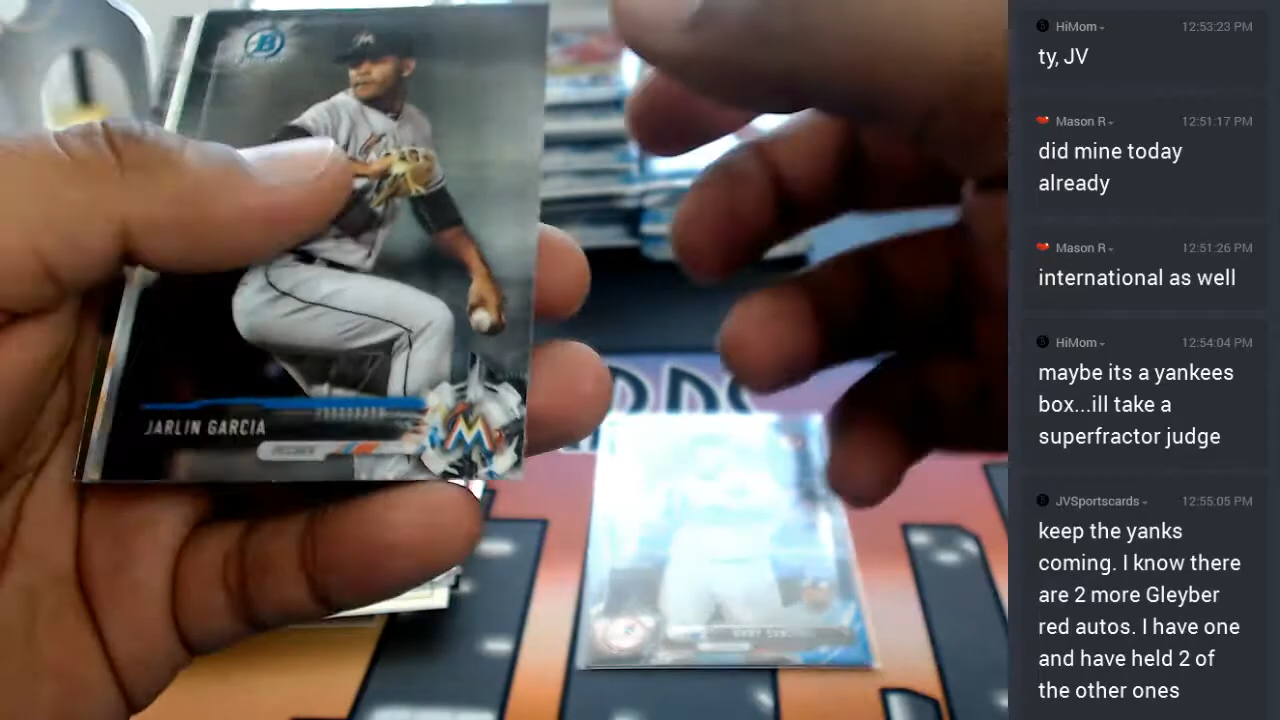 B
M
JARLIN GARCIA
PITCHER
M
HiMom
12:53:23 PM
ty, JV
Mason R
12:51:17 PM
did mine today
already
Mason R
12:51:26 PM
international as well
HiMom
12:54:04 PM
maybe its a yankees
box...ill take a
superfractor judge
JVSportscards
12:55:05 PM
keep the yanks
coming. I know there
are 2 more Gleyber
red autos. I have one
and have held 2 of
the other ones